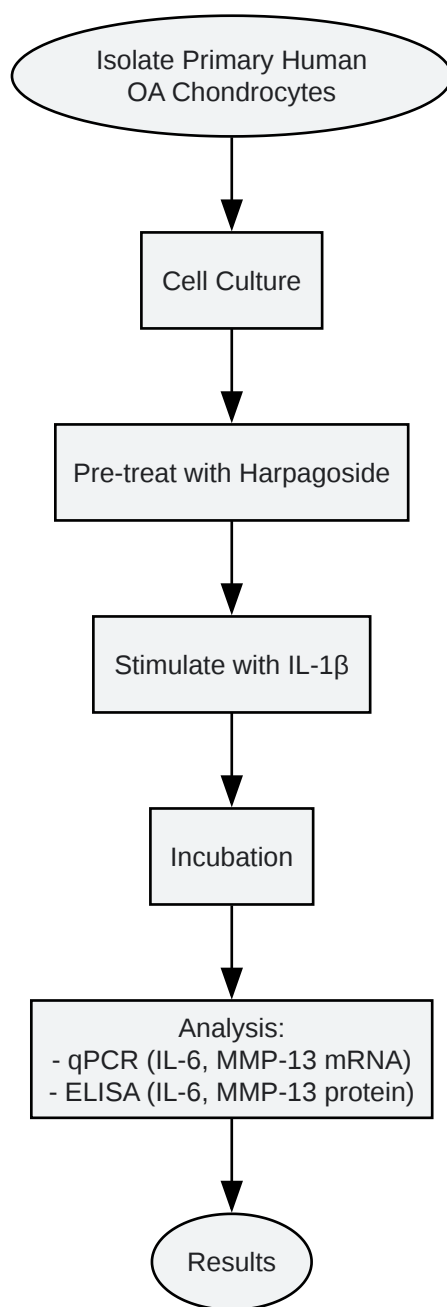 Isolate Primary Human
OA Chondrocytes
Cell Culture
Pre-treat with Harpagoside
Stimulate with IL-1β
Incubation
Analysis:
- qPCR (IL-6, MMP-13 mRNA)
- ELISA (IL-6, MMP-13 protein)
Results